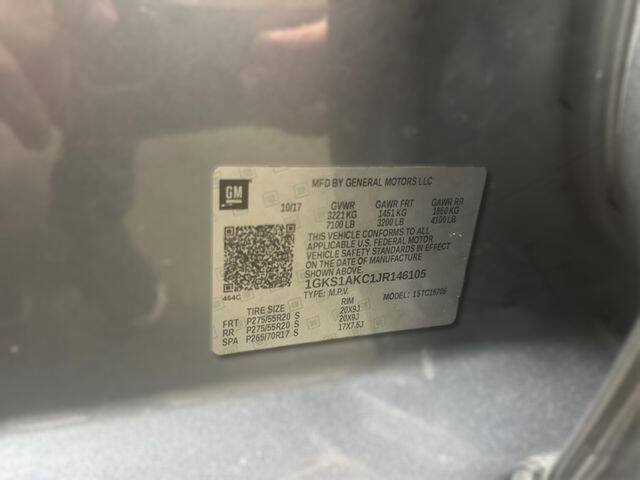 GM MFD BY GENERAL MOTORS LLC
10/17 GVWR GAWR FRT GAWR RR
3221 KG 1451 KG 1860 KG
7100 LB 3200 LB 4100 LB
THIS VEHICLE CONFORMS TO ALL
APPLICABLE U.S. FEDERAL MOTOR
VEHICLE SAFETY STANDARDS IN EFFECT
ON THE DATE OF MANUFACTURE SHOWN ABOVE.
1GKS1AKC1JR146105
464C TYPE: M.P.V. MODEL: 15TC15706
TIRE SIZE RIM
FRT P275/55R20 S 20X9J
RR P275/55R20 S 20X9J
SPA P265/70R17 S 17X7.5J